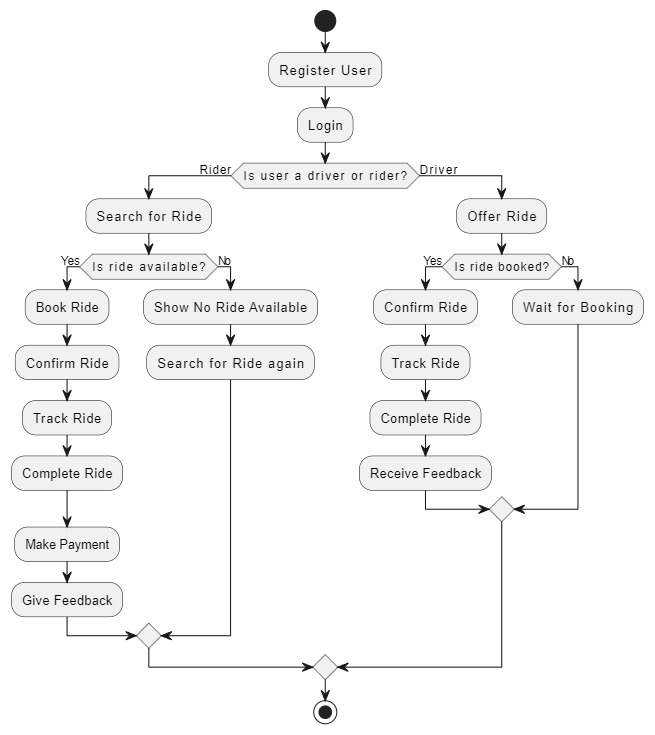 Register User
Login
Rider
Is user a driver or rider?
Driver
Search for Ride
Offer Ride
Yes
Is ride available?
No
Yes
Is ride booked?
No
Book Ride
Show No Ride Available
Confirm Ride
Wait for Booking
Confirm Ride
Search for Ride again
Track Ride
Track Ride
Complete Ride
Complete Ride
Receive Feedback
Make Payment
Give Feedback